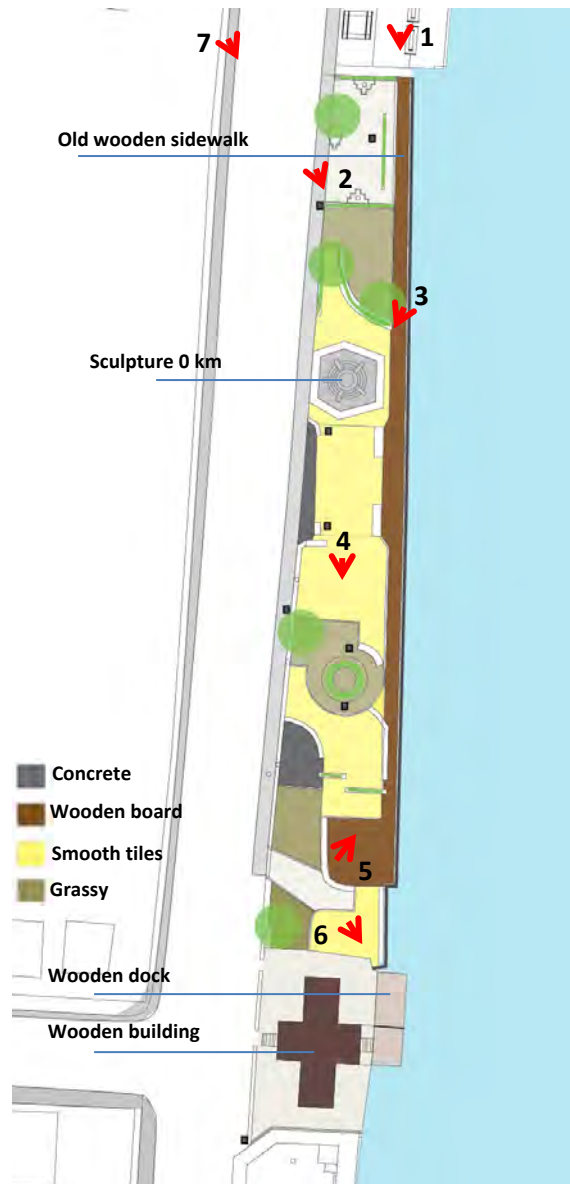 7
1
Old wooden sidewalk
2
3
Sculpture 0 km
4
Concrete
Wooden board
Smooth tiles
5
Grassy
6
Wooden dock
Wooden building